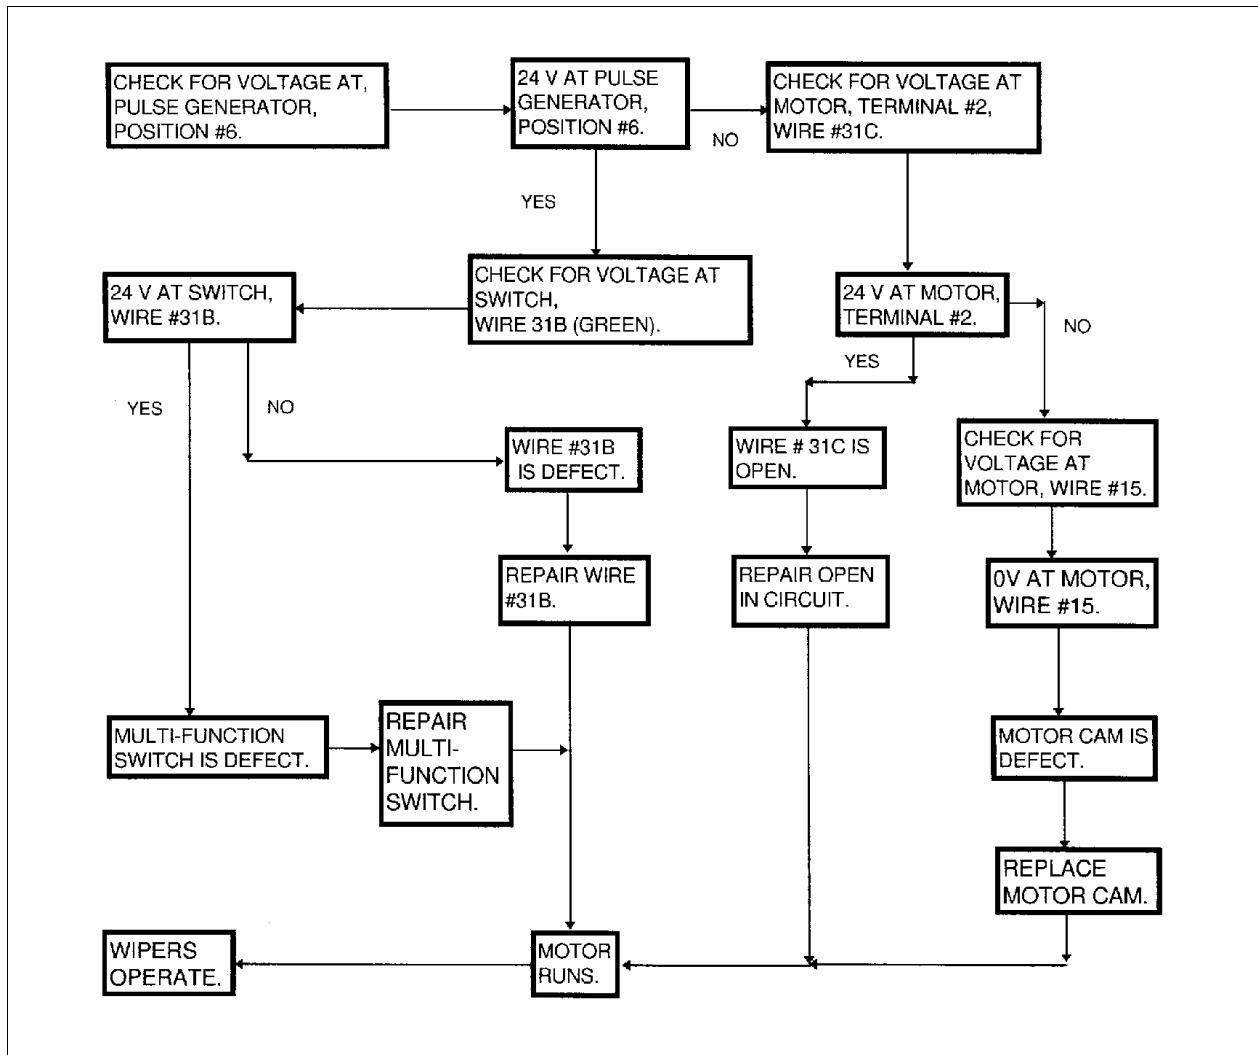 CHECK FOR VOLTAGE AT,
PULSE GENERATOR,
POSITION #6.
24 V AT PULSE
GENERATOR,
POSITION #6.
NO
CHECK FOR VOLTAGE AT
MOTOR, TERMINAL #2,
WIRE #31C.
YES
24 V AT SWITCH,
WIRE #31B.
CHECK FOR VOLTAGE AT
SWITCH,
WIRE 31B (GREEN).
24 V AT MOTOR,
TERMINAL #2.
NO
YES
YES
NO
WIRE #31B
IS DEFECT.
WIRE # 31C IS
OPEN.
CHECK FOR
VOLTAGE AT
MOTOR, WIRE #15.
REPAIR WIRE
#31B.
REPAIR OPEN
IN CIRCUIT.
0V AT MOTOR,
WIRE #15.
MULTI-FUNCTION
SWITCH IS DEFECT.
REPAIR
MULTI-
FUNCTION
SWITCH.
MOTOR CAM IS
DEFECT.
REPLACE
MOTOR CAM.
WIPERS
OPERATE.
MOTOR
RUNS.